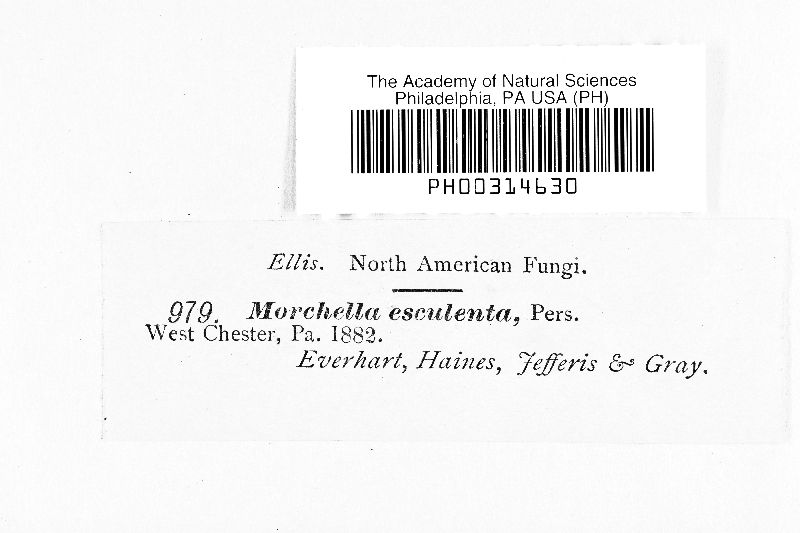 The Academy of Natural Sciences
Philadelphia, PA USA (PH)
PH00314630
Ellis. North American Fungi.
979. Morchella esculenta, Pers.
West Chester, Pa. 1882.
Everhart, Haines, Jefferis & Gray.